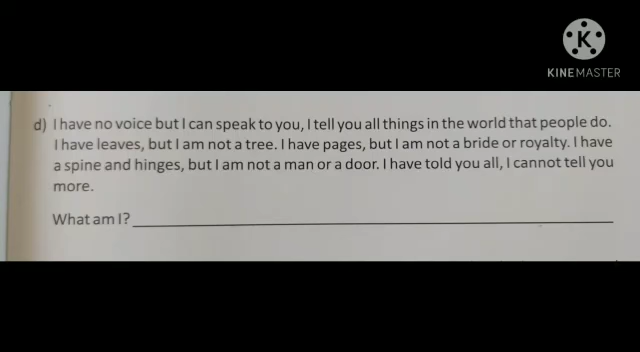 K
KINEMASTER
d) I have no voice but I can speak to you, I tell you all things in the world that people do.
I have leaves, but I am not a tree. I have pages, but I am not a bride or royalty. I have
a spine and hinges, but I am not a man or a door. I have told you all, I cannot tell you
more.
What am I?